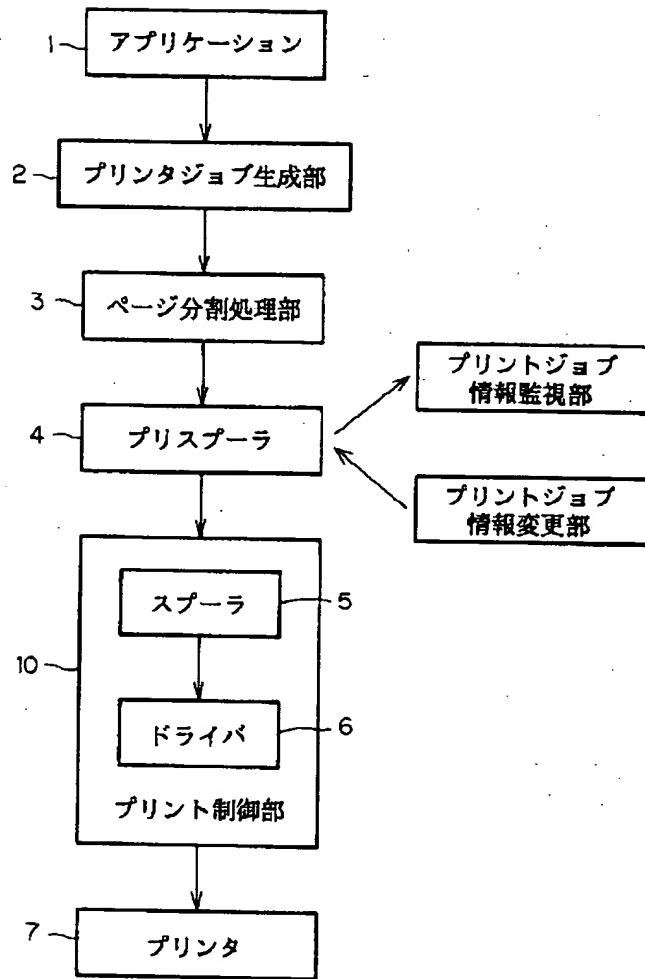 1
アプリケーション
2
プリンタジョブ生成部
3
ページ分割処理部
4
プリスプーラ
プリントジョブ
情報監視部
プリントジョブ
情報変更部
10
スプーラ
5
ドライバ
6
プリント制御部
7
プリンタ